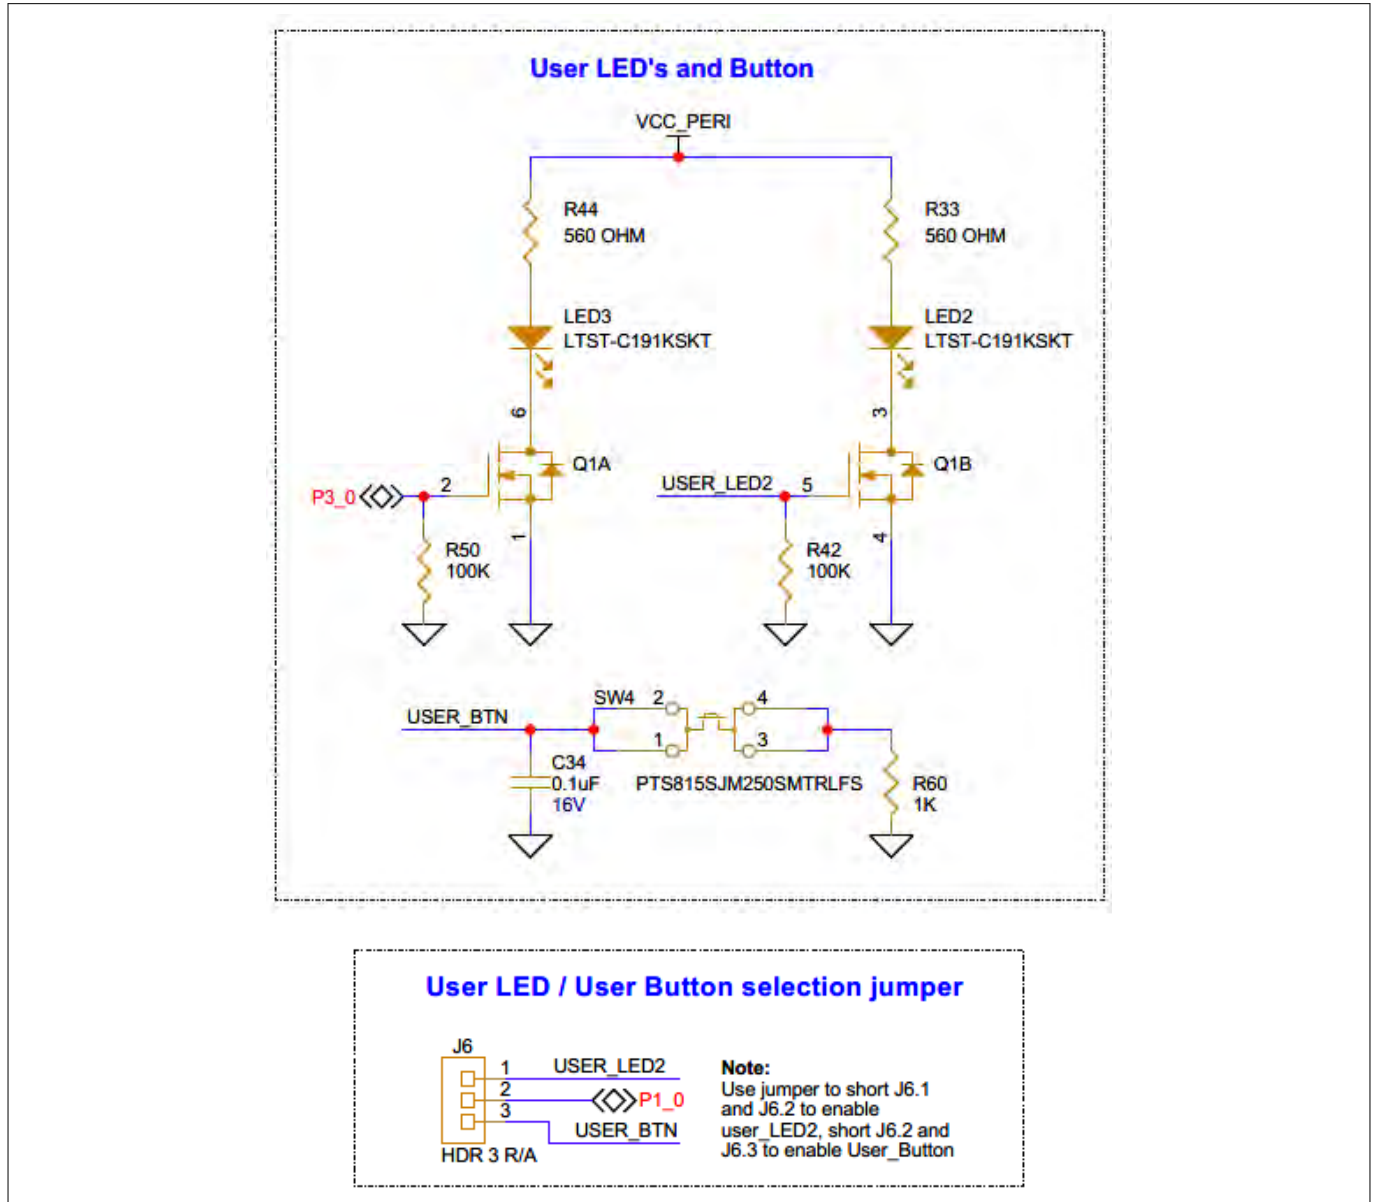 User LED's and Button
VCC_PERI
R44
560 OHM
R33
560 OHM
LED3
LTST-C191KSKT
LED2
LTST-C191KSKT
6
3
Q1A
Q1B
P3_0
2
USER_LED2
5
1
4
R50
100K
R42
100K
SW4
2
4
USER_BTN
1
3
C34
0.1uF
16V
PTS815SJM250SMTRLFS
R60
1K
User LED / User Button selection jumper
J6
1
USER_LED2
2
P1_0
3
USER_BTN
HDR 3 R/A
Note:
Use jumper to short J6.1
and J6.2 to enable
user_LED2, short J6.2 and
J6.3 to enable User_Button